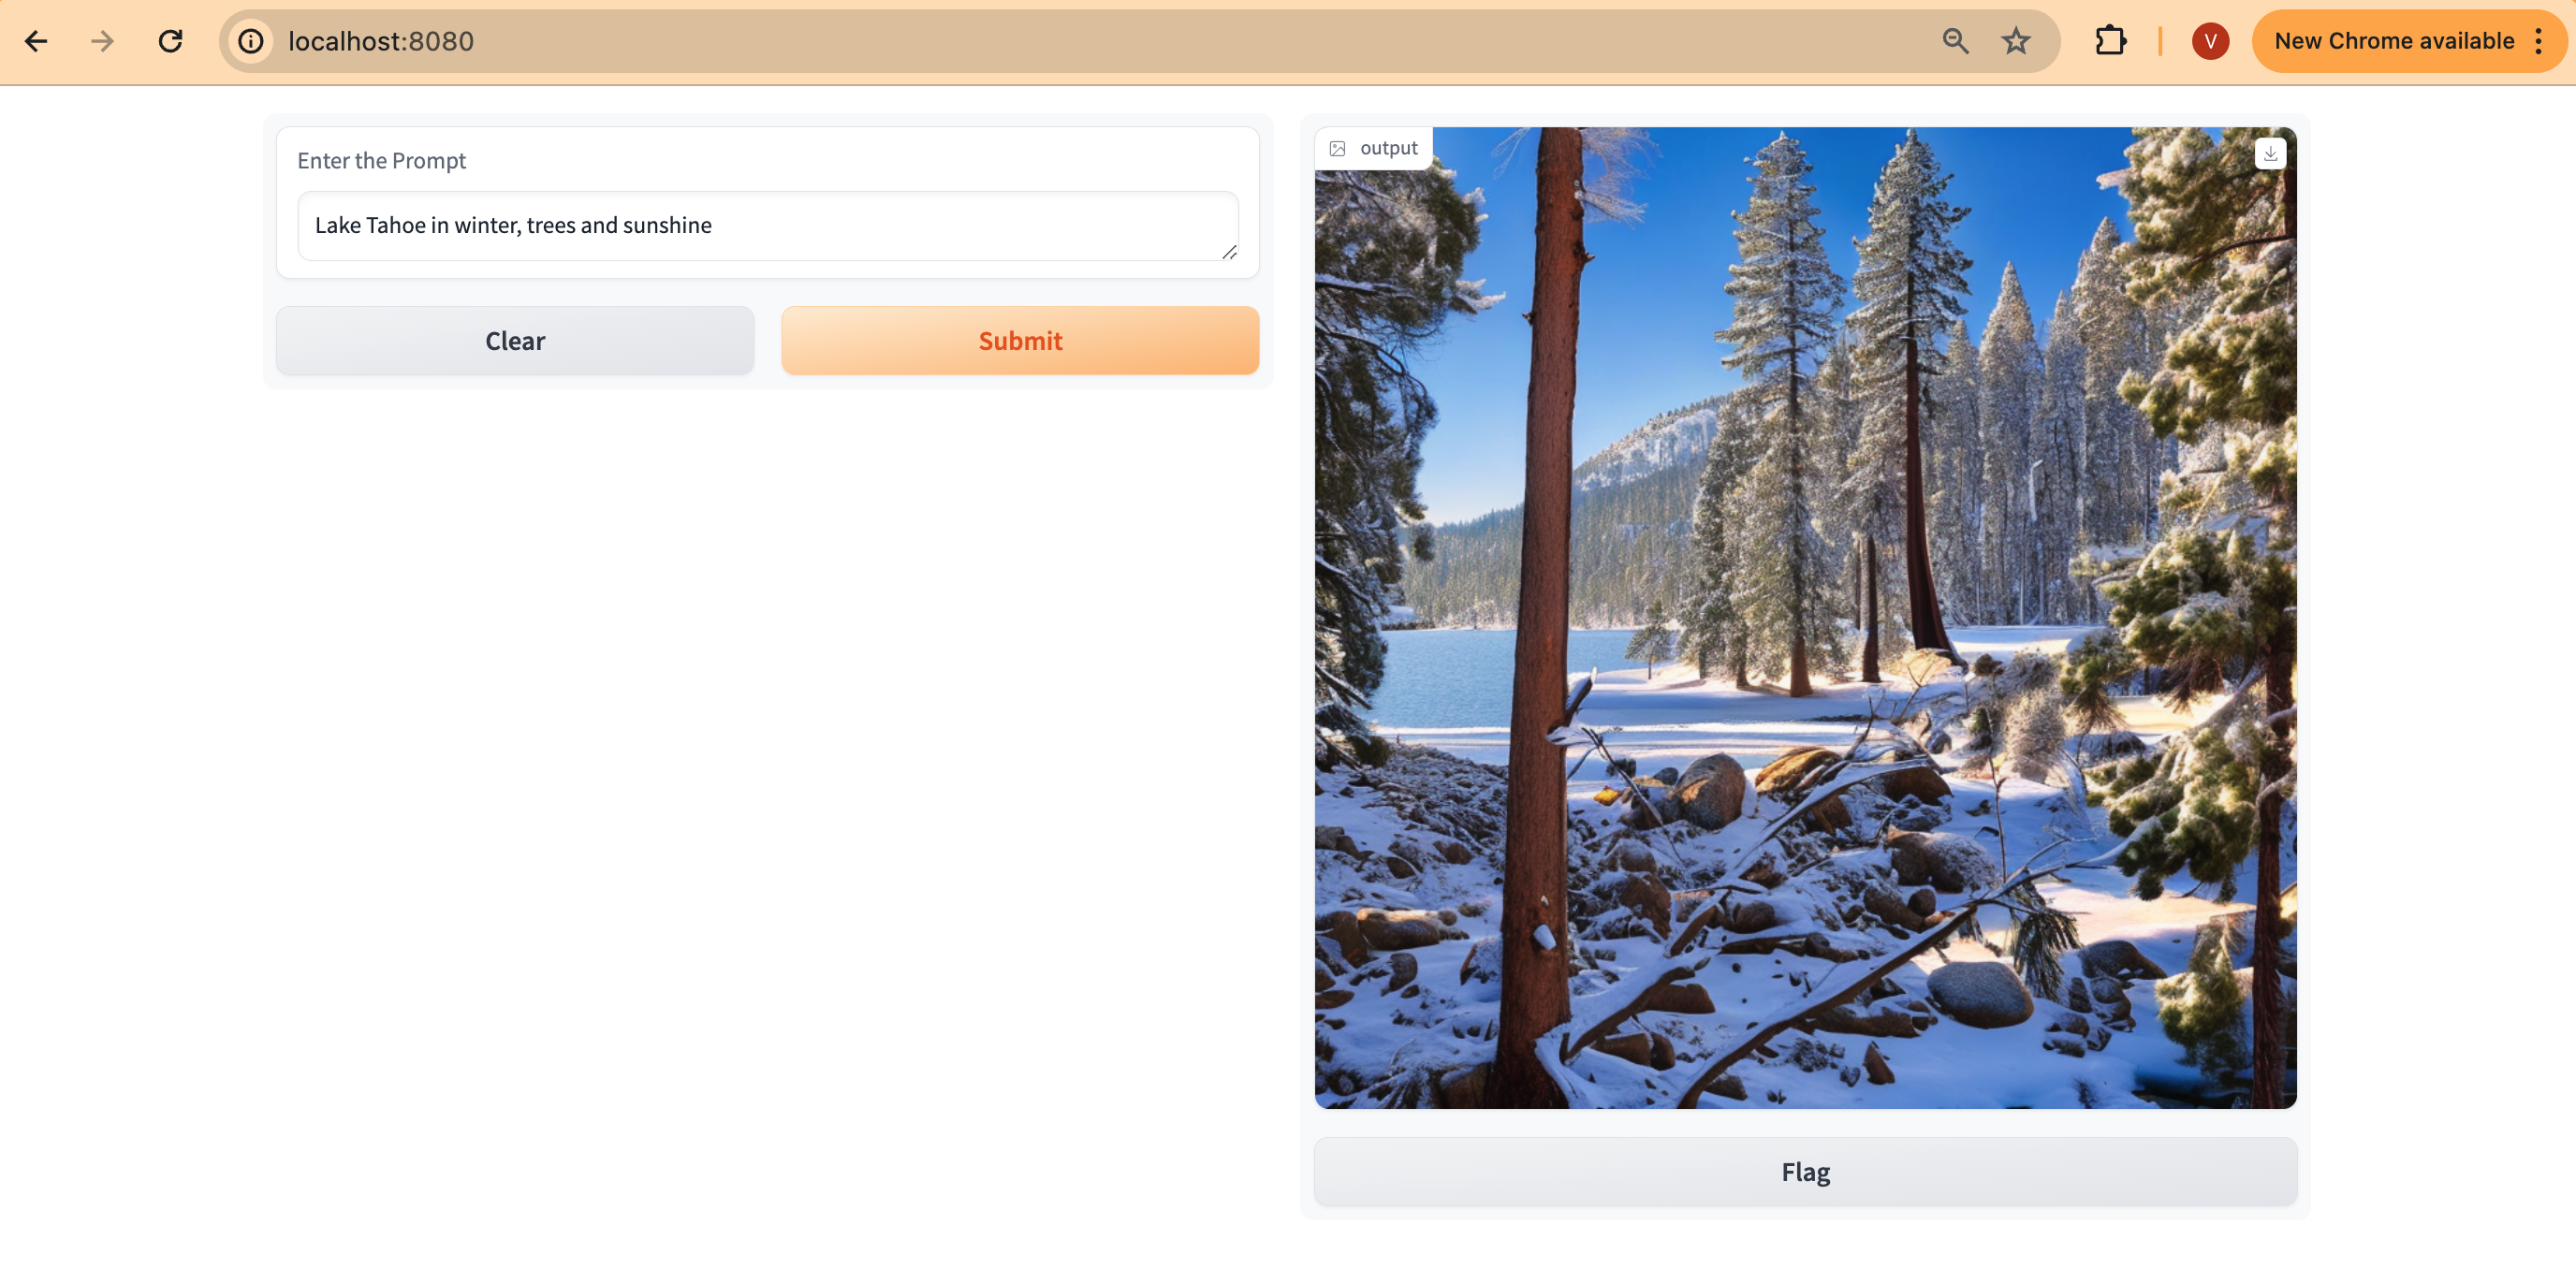 localhost:8080
V
New Chrome available
Enter the Prompt
Lake Tahoe in winter, trees and sunshine
Clear
Submit
output
Flag